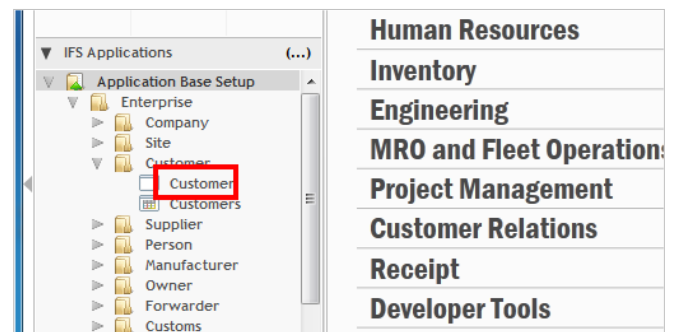 IFS Applications (...)
Application Base Setup
Enterprise
Company
Site
Customer
Customer
Customers
Supplier
Person
Manufacturer
Owner
Forwarder
Customs
Human Resources
Inventory
Engineering
MRO and Fleet Operation
Project Management
Customer Relations
Receipt
Developer Tools